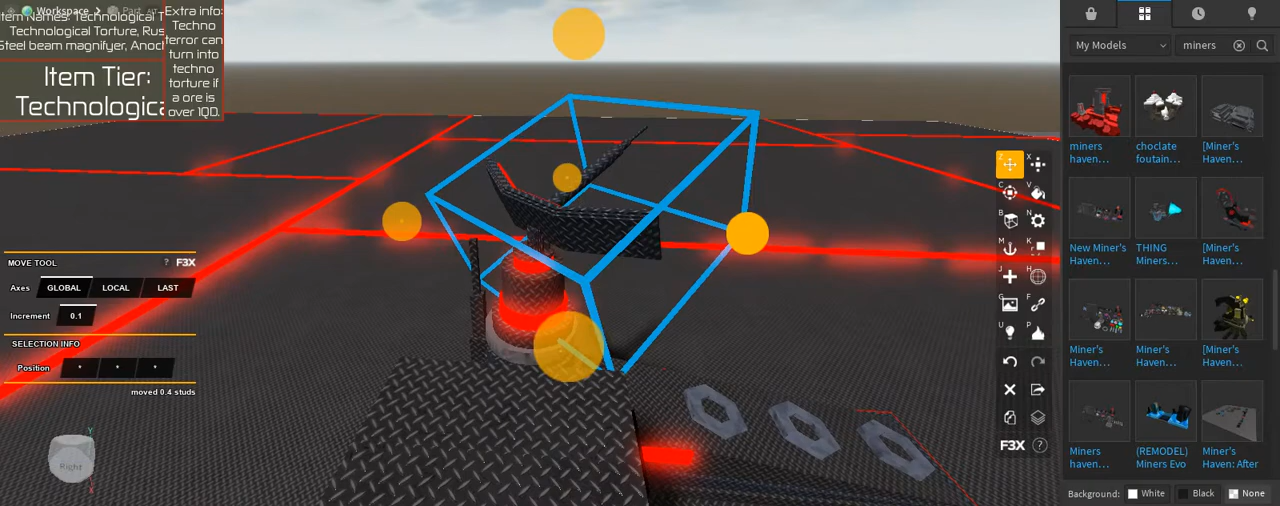 Workspace > Part
Item Names: Technological T
Technological Torture, Rus
Steel beam magnifyer, Anoc
Item Tier:
Technologica
Extra info:
Techno
terror can
turn into
techno
torture if
a ore is
over 1QD.
MOVE TOOL ? F3X
Axes GLOBAL LOCAL LAST
Increment 0.1
SELECTION INFO
Position * * *
moved 0.4 studs
Right
Y
X
Z X
C V
B N
M K
J H
G F
U P
F3X ?
My Models miners
miners
haven...
choclate
foutain...
[Miner's
Haven...
New Miner's
Haven...
THING
Miners...
[Miner's
Haven...
Miner's
Haven...
Miner's
Haven...
[Miner's
Haven...
Miners
haven...
(REMODEL)
Miners Evo
Miner's
Haven: After
Background: White Black None